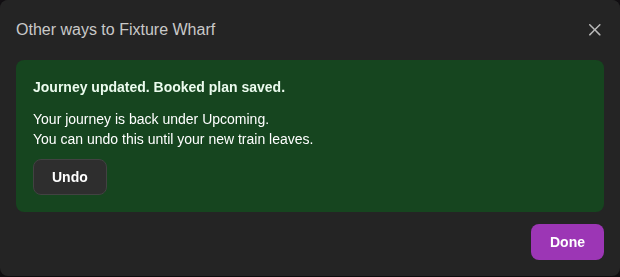 Other ways to Fixture Wharf
Journey updated. Booked plan saved.
Your journey is back under Upcoming.
You can undo this until your new train leaves.
Undo
Done